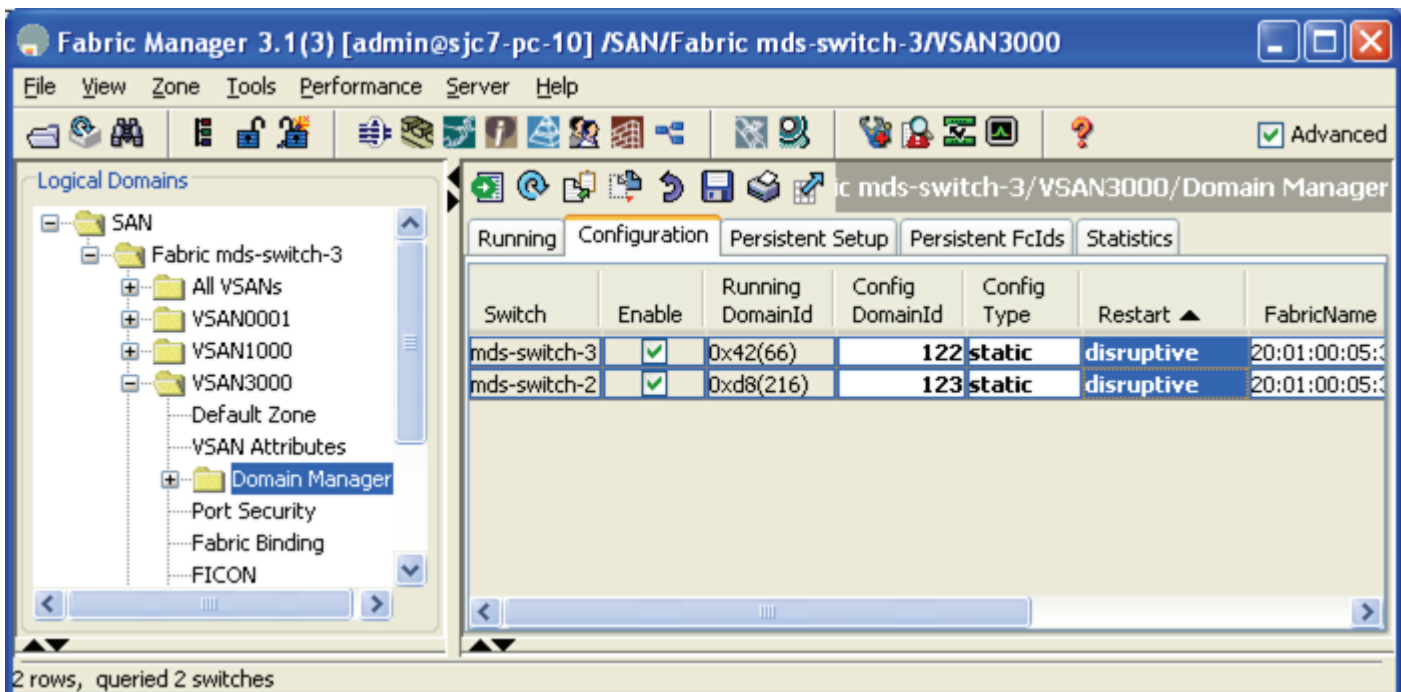 Fabric Manager 3.1(3) [admin@sjc7-pc-10] /SAN/Fabric mds-switch-3/VSAN3000
File View Zone Tools Performance Server Help
Advanced
Logical Domains
ic mds-switch-3/VSAN3000/Domain Manager
SAN
Fabric mds-switch-3
All VSANs
VSAN0001
VSAN1000
VSAN3000
Default Zone
VSAN Attributes
Domain Manager
Port Security
Fabric Binding
FICON
Running Configuration Persistent Setup Persistent FcIds Statistics
Switch Enable Running DomainId Config DomainId Config Type Restart ▲ FabricName
mds-switch-3 0x42(66) 122 static disruptive 20:01:00:05:
mds-switch-2 0xd8(216) 123 static disruptive 20:01:00:05:
2 rows, queried 2 switches